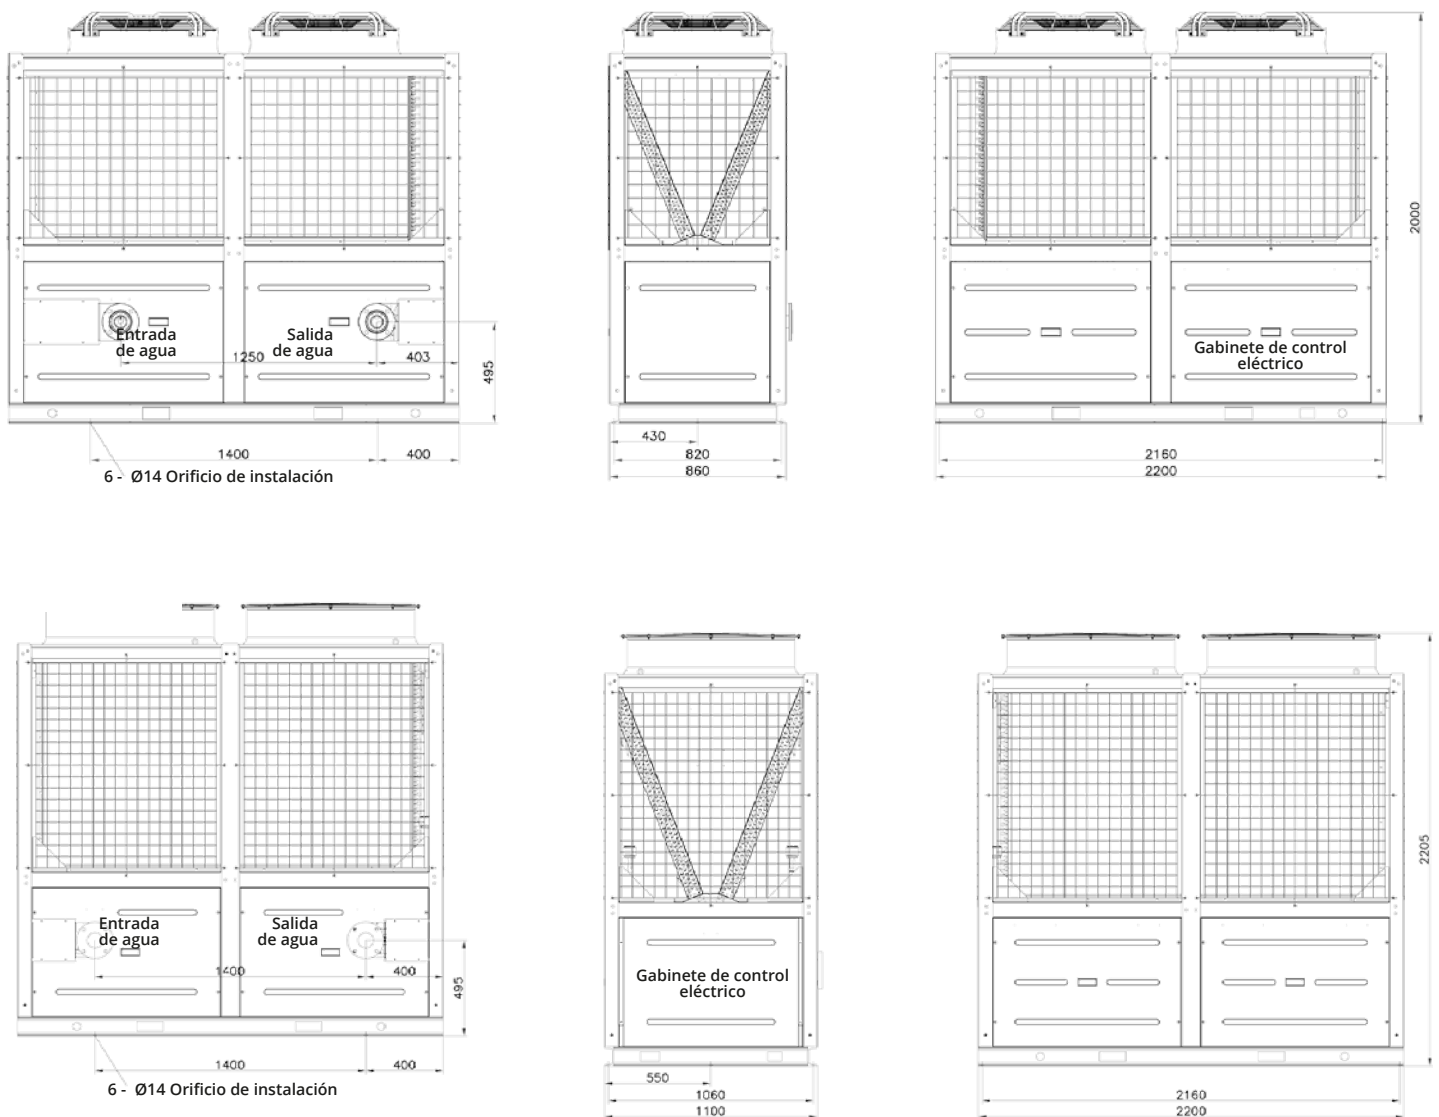 2000
Entrada
de agua
Salida
de agua
1250
403
495
Gabinete de control
eléctrico
1400
400
6 - Ø14 Orificio de instalación
430
820
860
2160
2200
2205
Entrada
de agua
Salida
de agua
1400
400
495
Gabinete de control
eléctrico
1400
400
6 - Ø14 Orificio de instalación
550
1060
1100
2160
2200